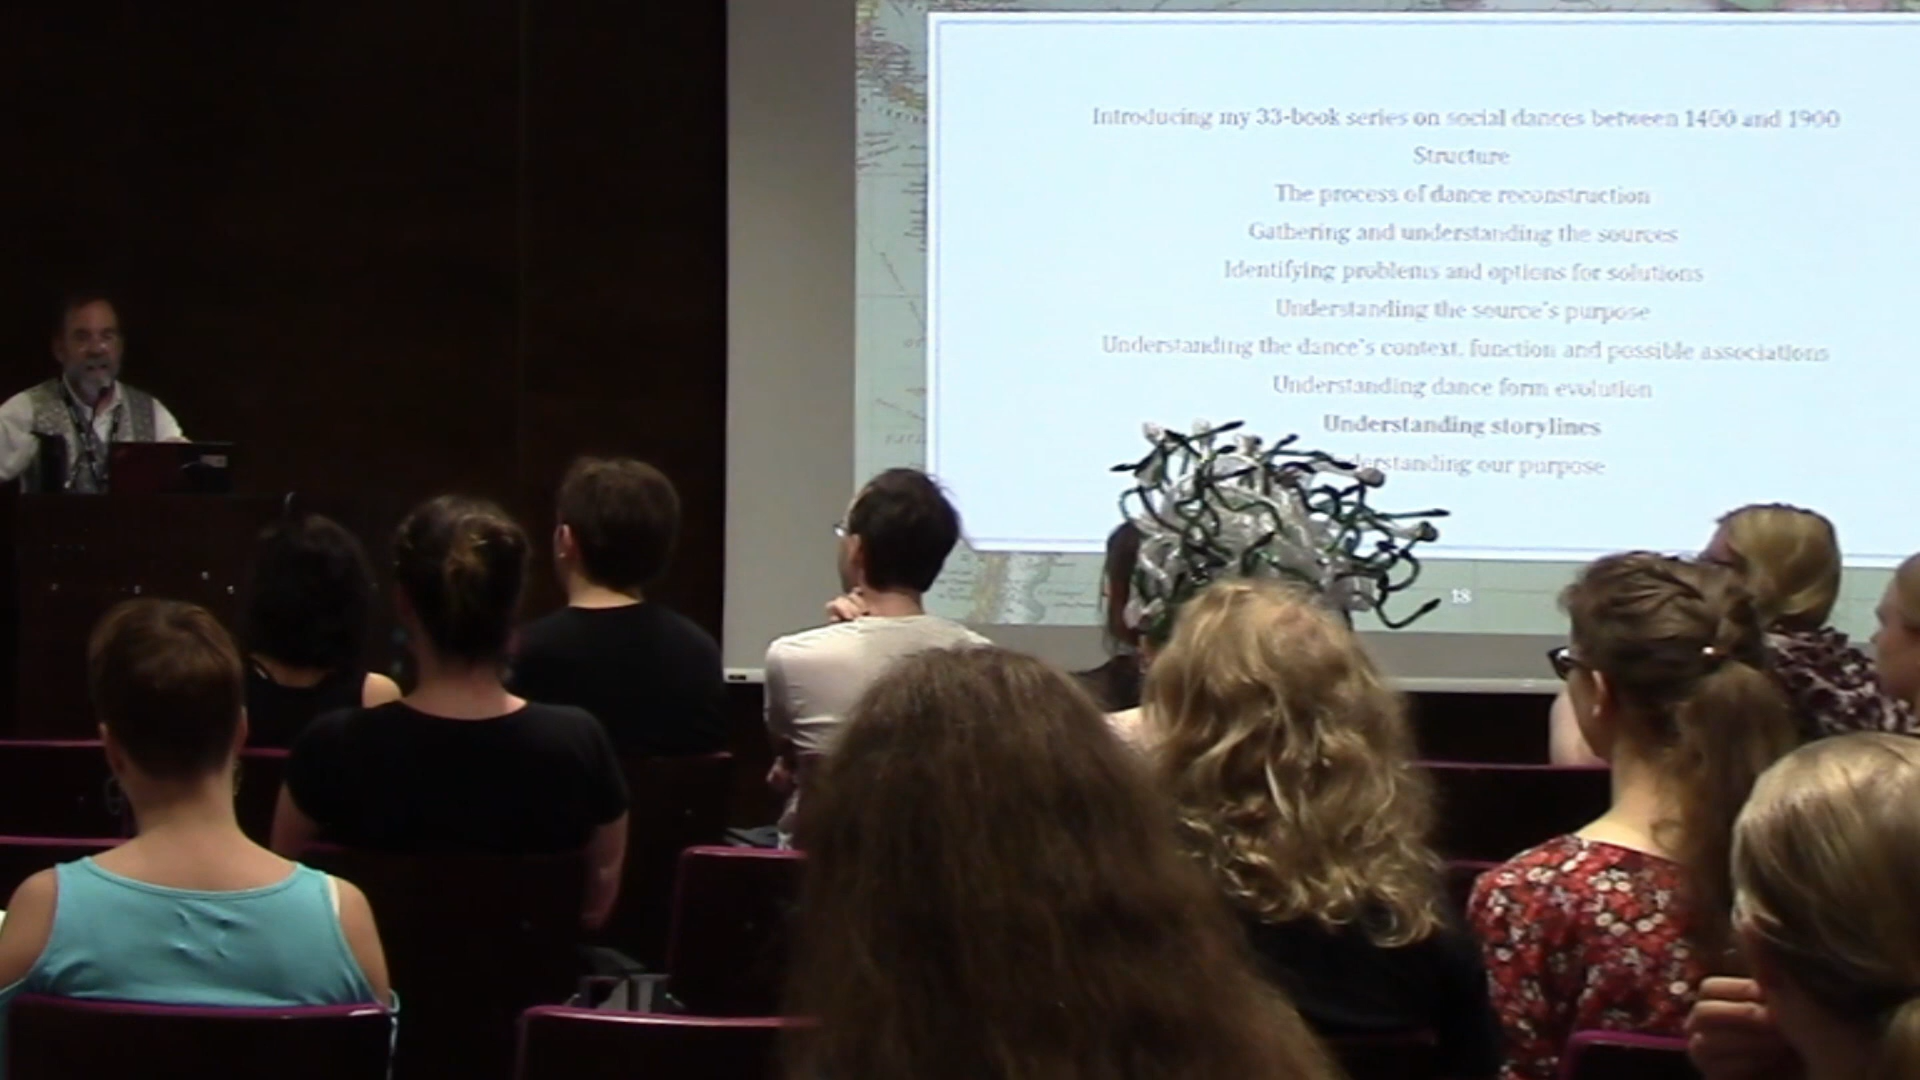 Introducing my 33-book series on social dances between 1400 and 1900
Structure
The process of dance reconstruction
Gathering and understanding the sources
Identifying problems and options for solutions
Understanding the source's purpose
Understanding the dance's context, function and possible associations
Understanding dance form evolution
Understanding storylines
our purpose
18